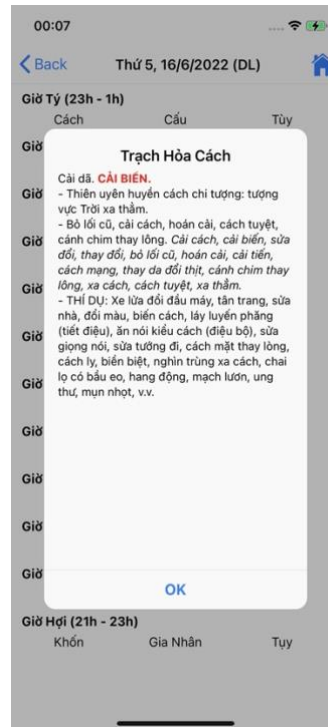 00:07
Back
Thứ 5, 16/6/2022 (DL)
Giờ Tý (23h - 1h)
Cách Cấu Tùy
Giờ
Trạch Hỏa Cách
Cải dã. CẢI BIẾN.
Giờ
- Thiên uyên huyền cách chi tượng: tượng
vực Trời xa thẳm.
- Bỏ lối cũ, cải cách, hoán cải, cách tuyệt,
Giờ
cánh chim thay lông. Cải cách, cải biến, sửa
đổi, thay đổi, bỏ lối cũ, hoán cải, cải tiến,
cách mạng, thay da đổi thịt, cánh chim thay
Giờ
lông, xa cách, cách tuyệt, xa thẳm.
- THÍ DỤ: Xe lửa đổi đầu máy, tân trang, sửa
Giờ
nhà, đổi màu, biến cách, láy luyến phăng
(tiết điệu), ăn nói kiểu cách (điệu bộ), sửa
giọng nói, sửa tướng đi, cách mặt thay lòng,
Giờ
cách ly, biền biệt, nghìn trùng xa cách, chai
lọ có bầu eo, hang động, mạch lươn, ung
thư, mụn nhọt, v.v.
Giờ
Giờ
Giờ
Giờ
OK
Giờ Hợi (21h - 23h)
Khốn Gia Nhân Tụy